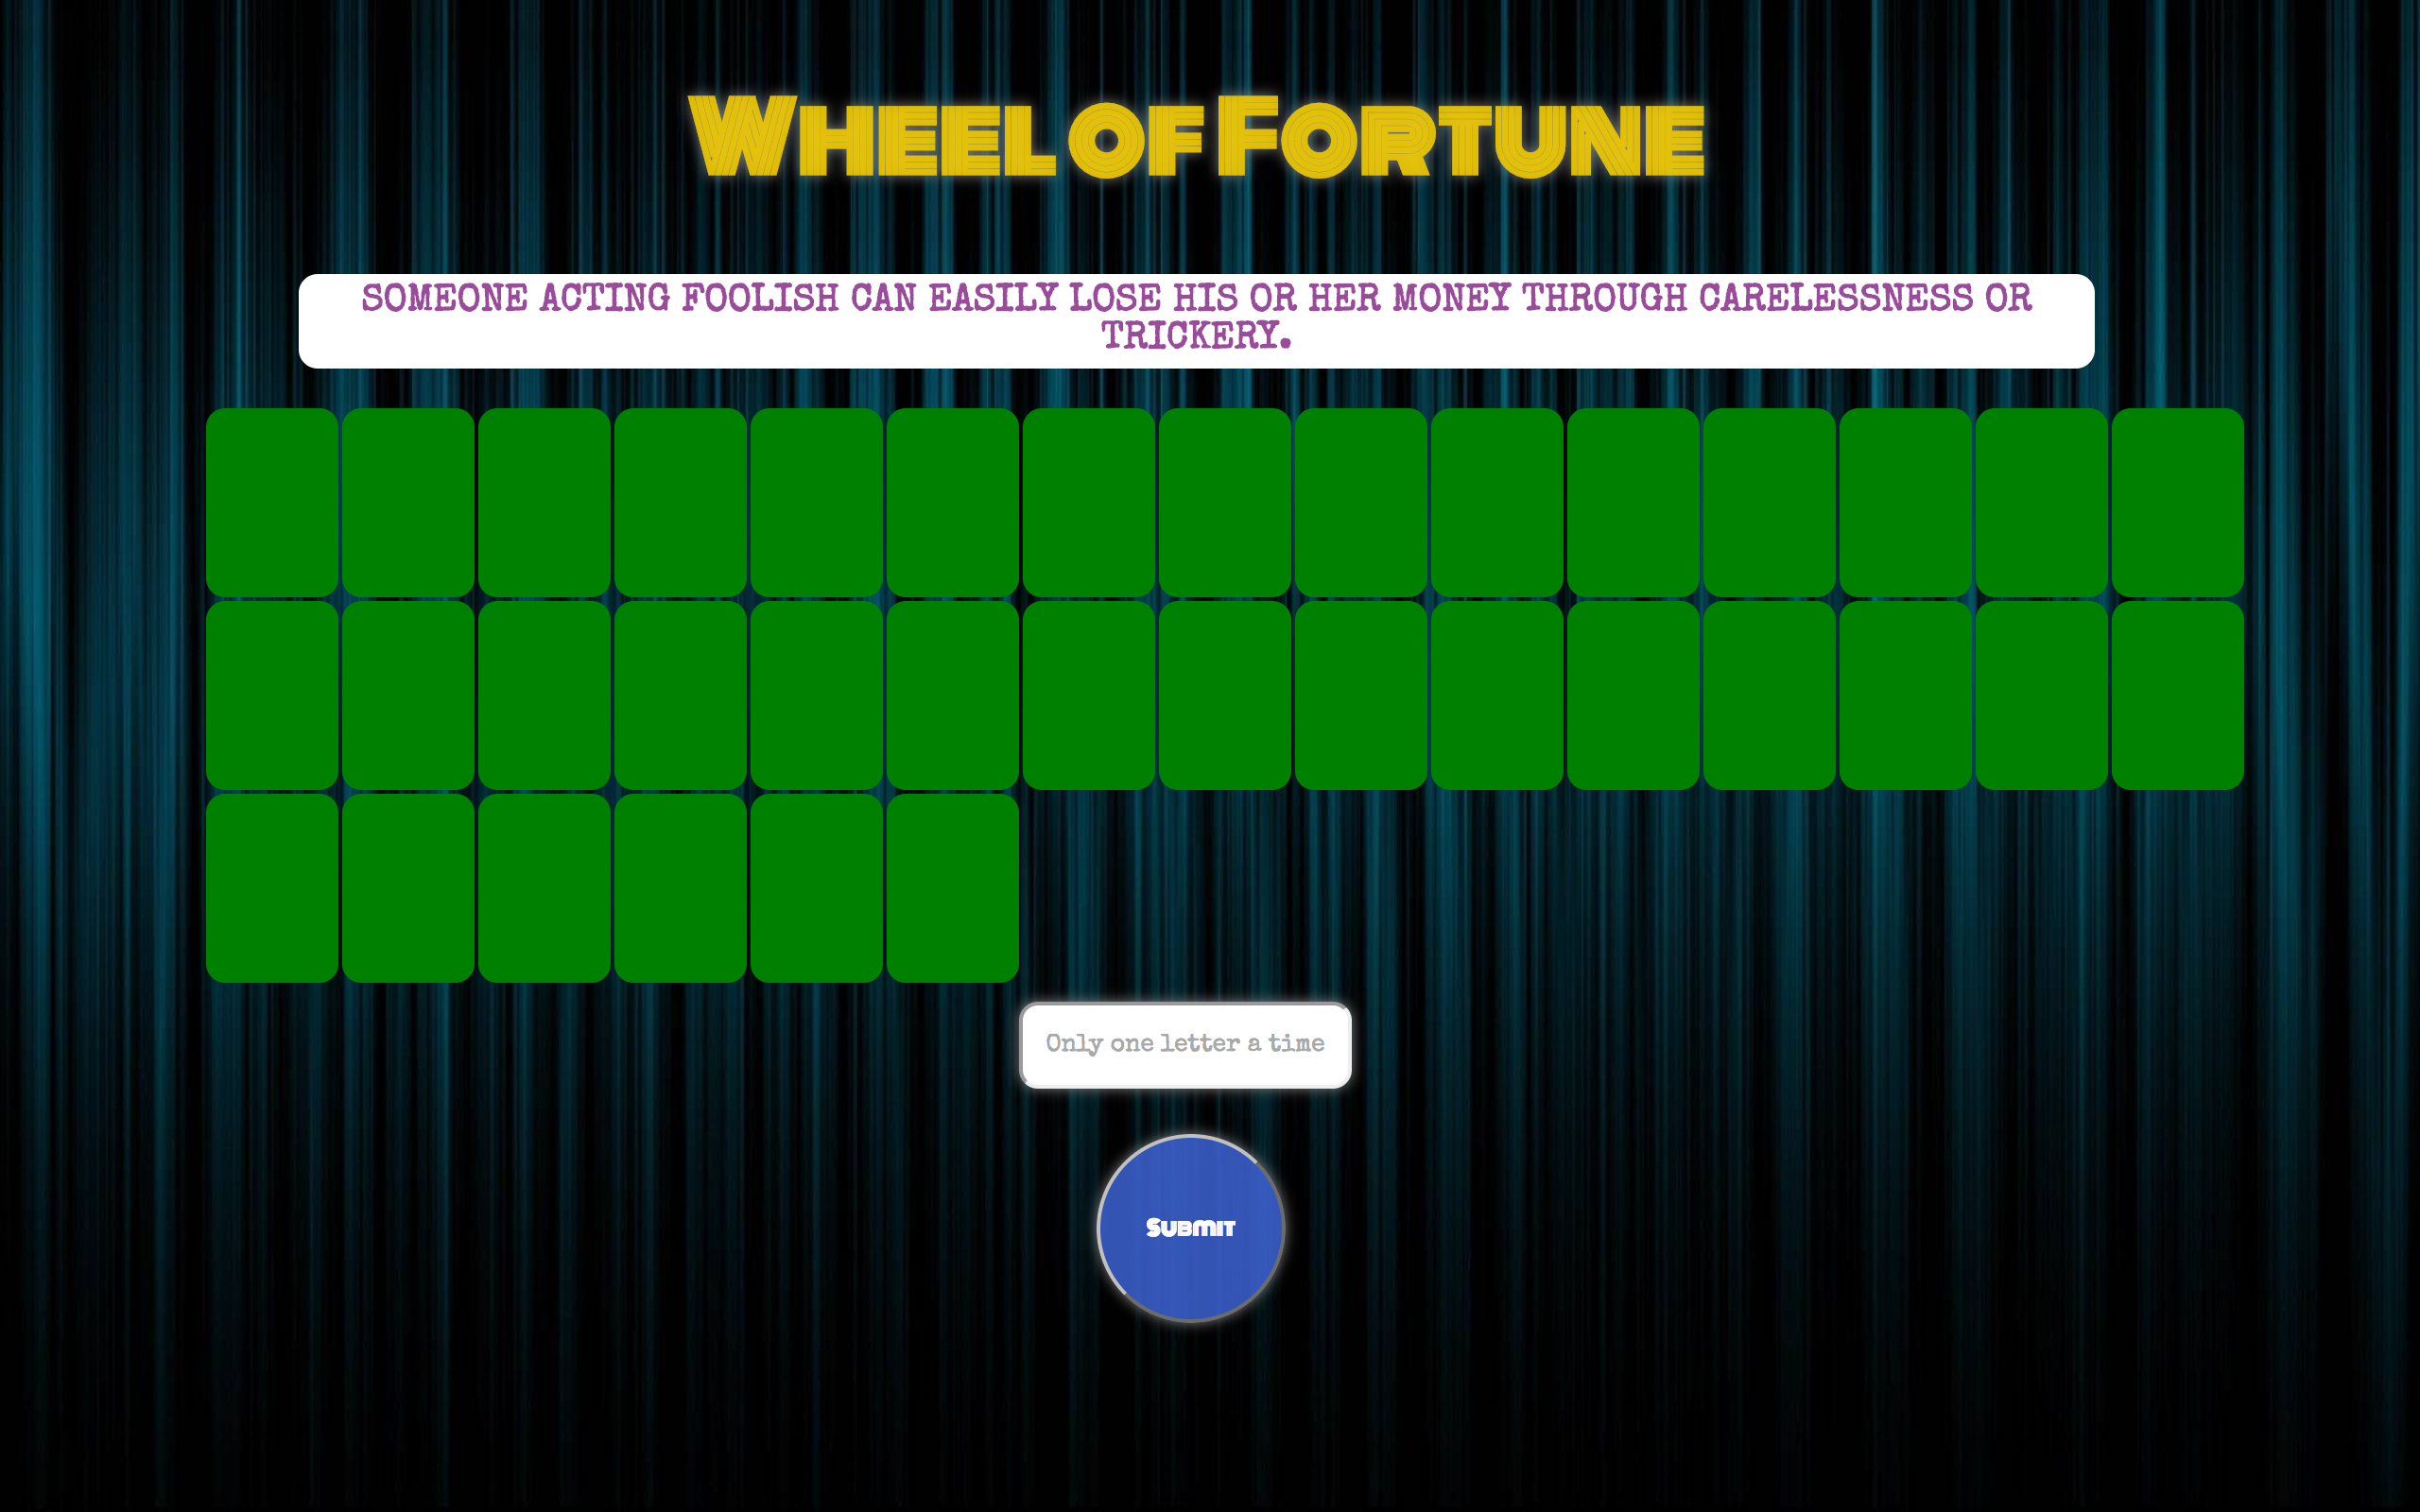 Wheel of Fortune
SOMEONE ACTING FOOLISH CAN EASILY LOSE HIS OR HER MONEY THROUGH CARELESSNESS OR
TRICKERY.
Only one letter a time
Submit